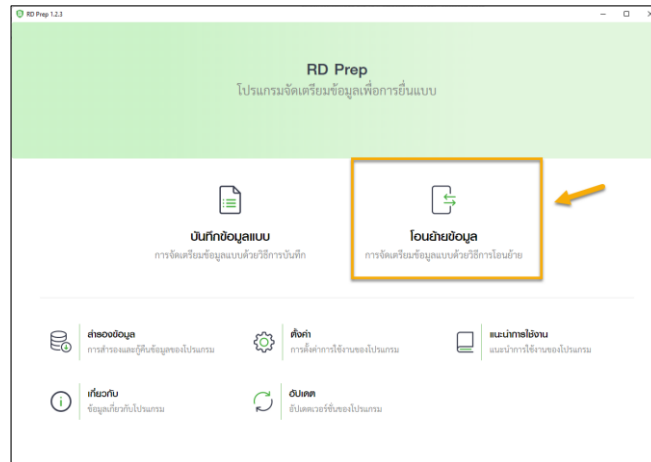 RD Prep 1.2.3
RD Prep
โปรแกรมจัดเตรียมข้อมูลเพื่อการยื่นแบบ
บันทึกข้อมูลแบบ
การจัดเตรียมข้อมูลแบบด้วยวิธีการบันทึก
โอนย้ายข้อมูล
การจัดเตรียมข้อมูลแบบด้วยวิธีการโอนย้าย
สำรองข้อมูล
การสำรองและกู้คืนข้อมูลของโปรแกรม
ตั้งค่า
การตั้งค่าการใช้งานของโปรแกรม
แนะนำการใช้งาน
แนะนำการใช้งานของโปรแกรม
เกี่ยวกับ
ข้อมูลเกี่ยวกับโปรแกรม
อัปเดต
อัปเดตเวอร์ชั่นของโปรแกรม